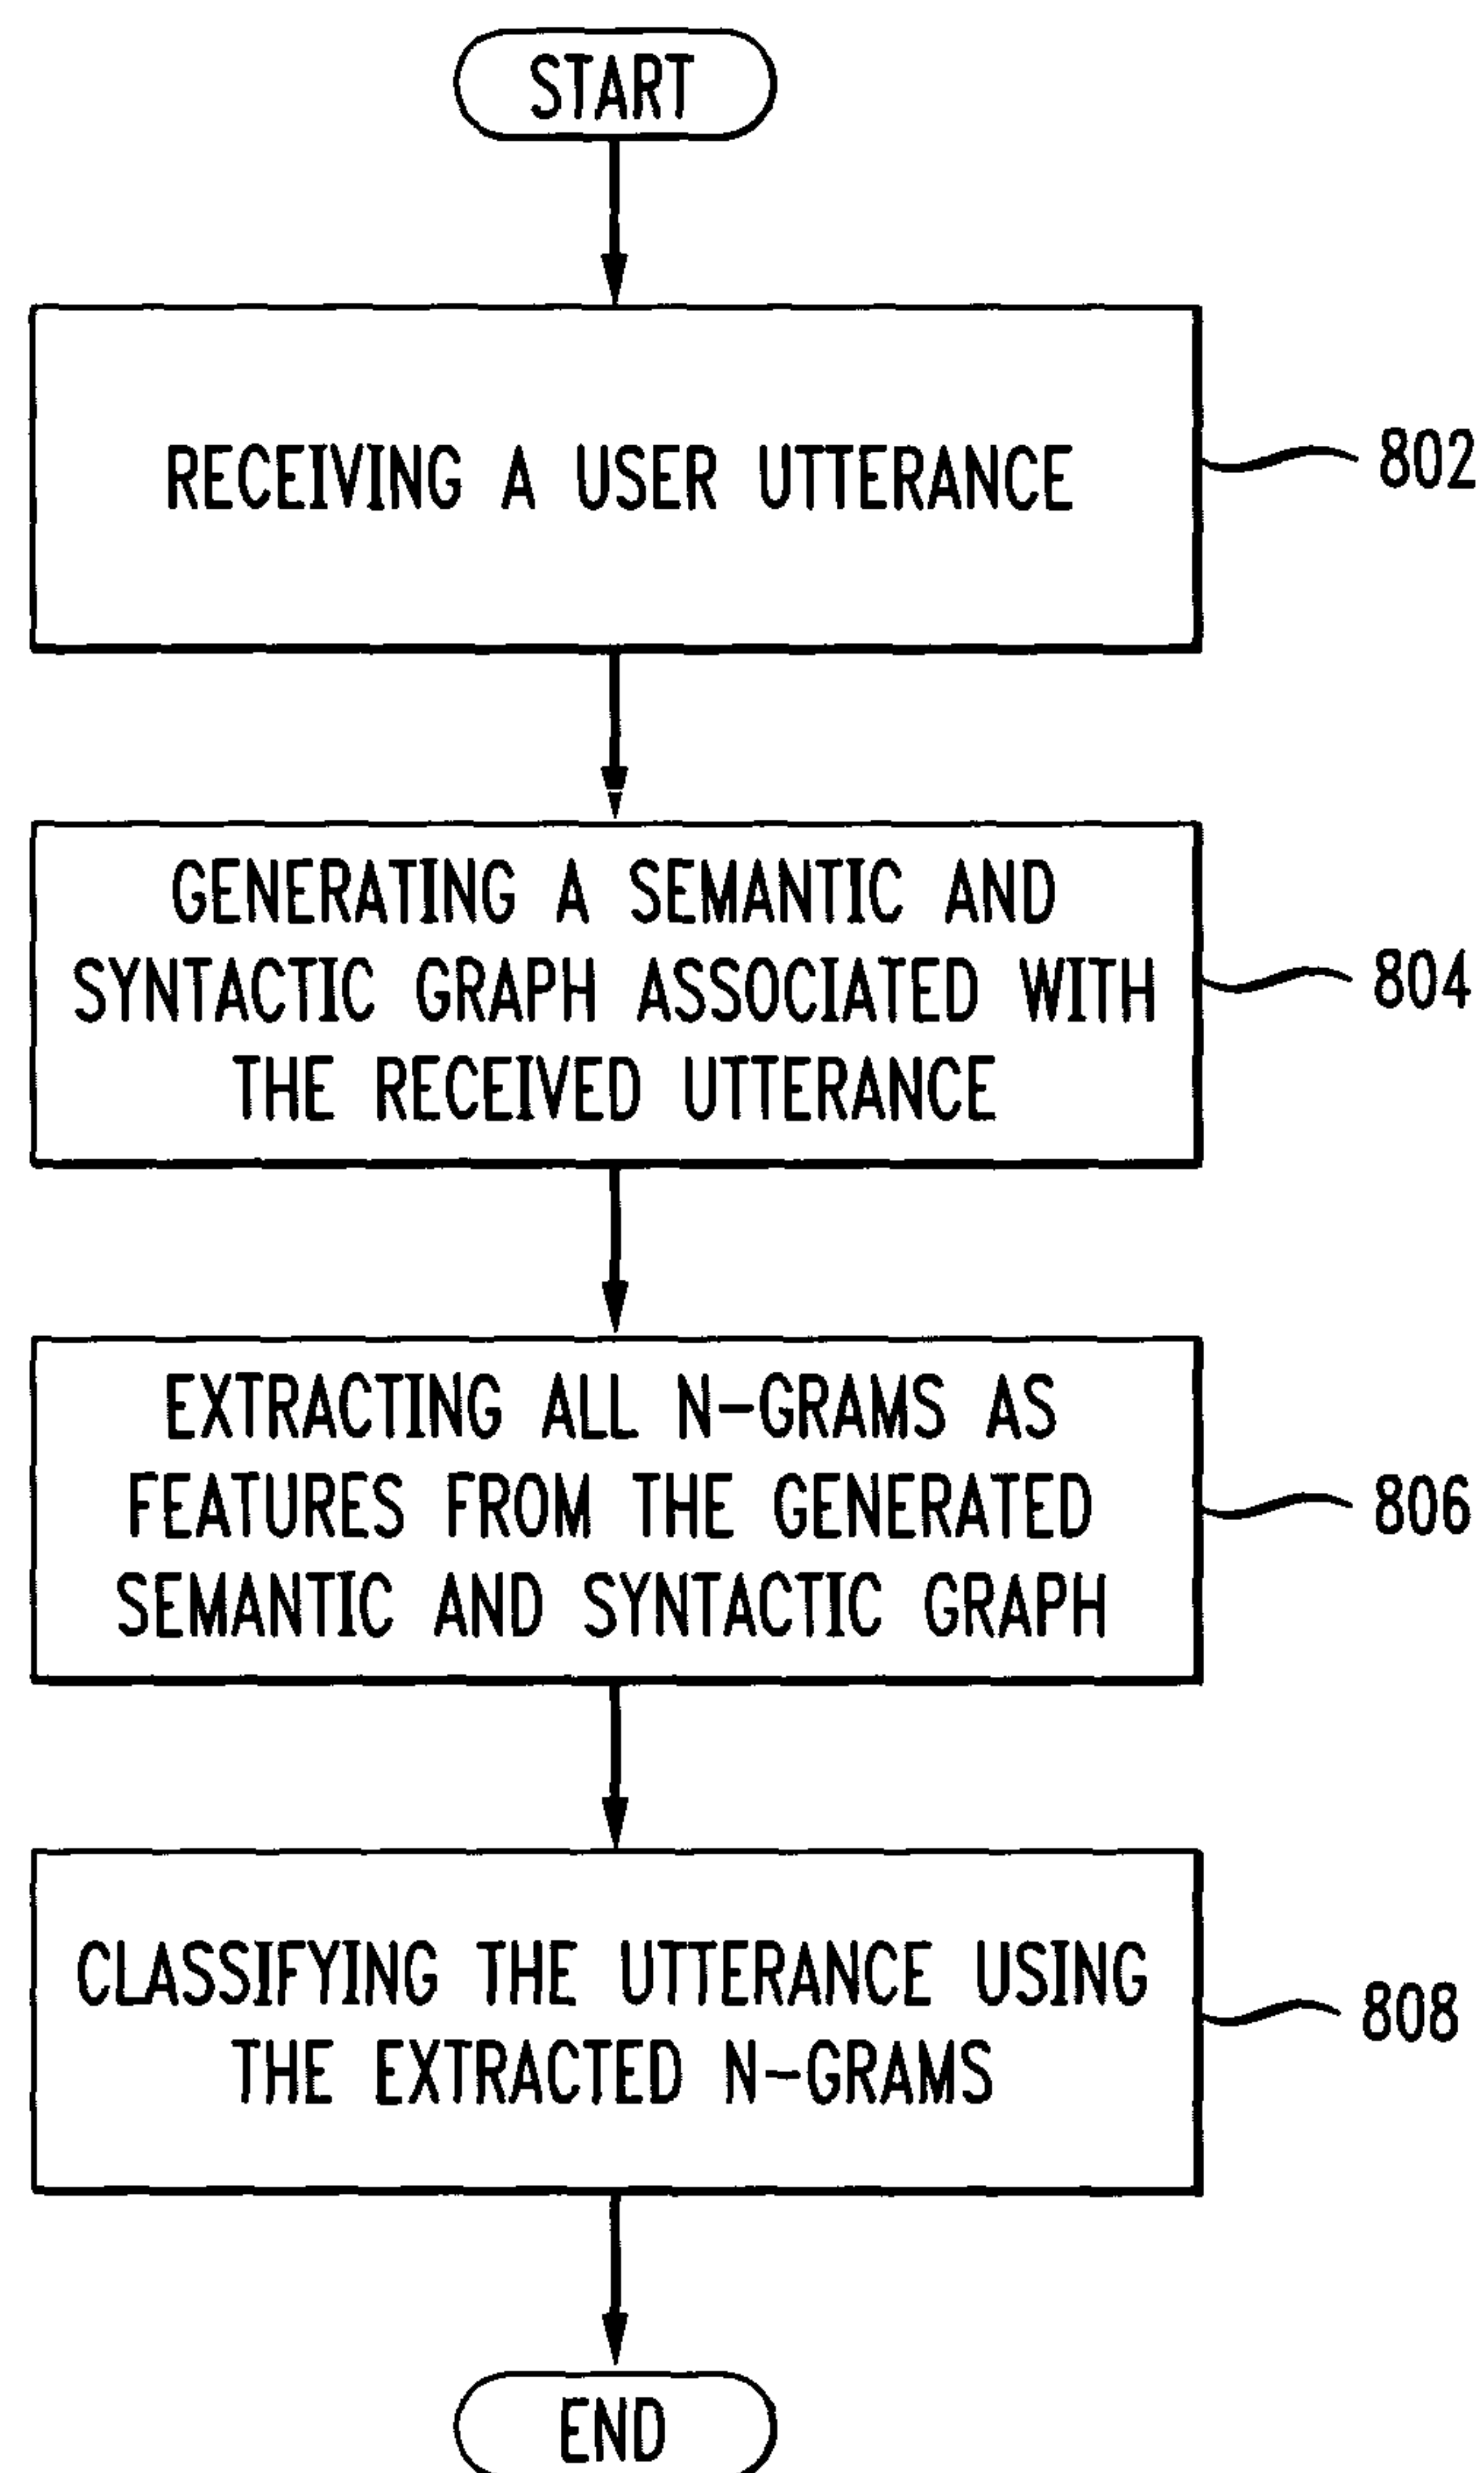 START
RECEIVING A USER UTTERANCE
802
GENERATING A SEMANTIC AND
SYNTACTIC GRAPH ASSOCIATED WITH
THE RECEIVED UTTERANCE
804
EXTRACTING ALL N-GRAMS AS
FEATURES FROM THE GENERATED
SEMANTIC AND SYNTACTIC GRAPH
806
CLASSIFYING THE UTTERANCE USING
THE EXTRACTED N-GRAMS
808
END